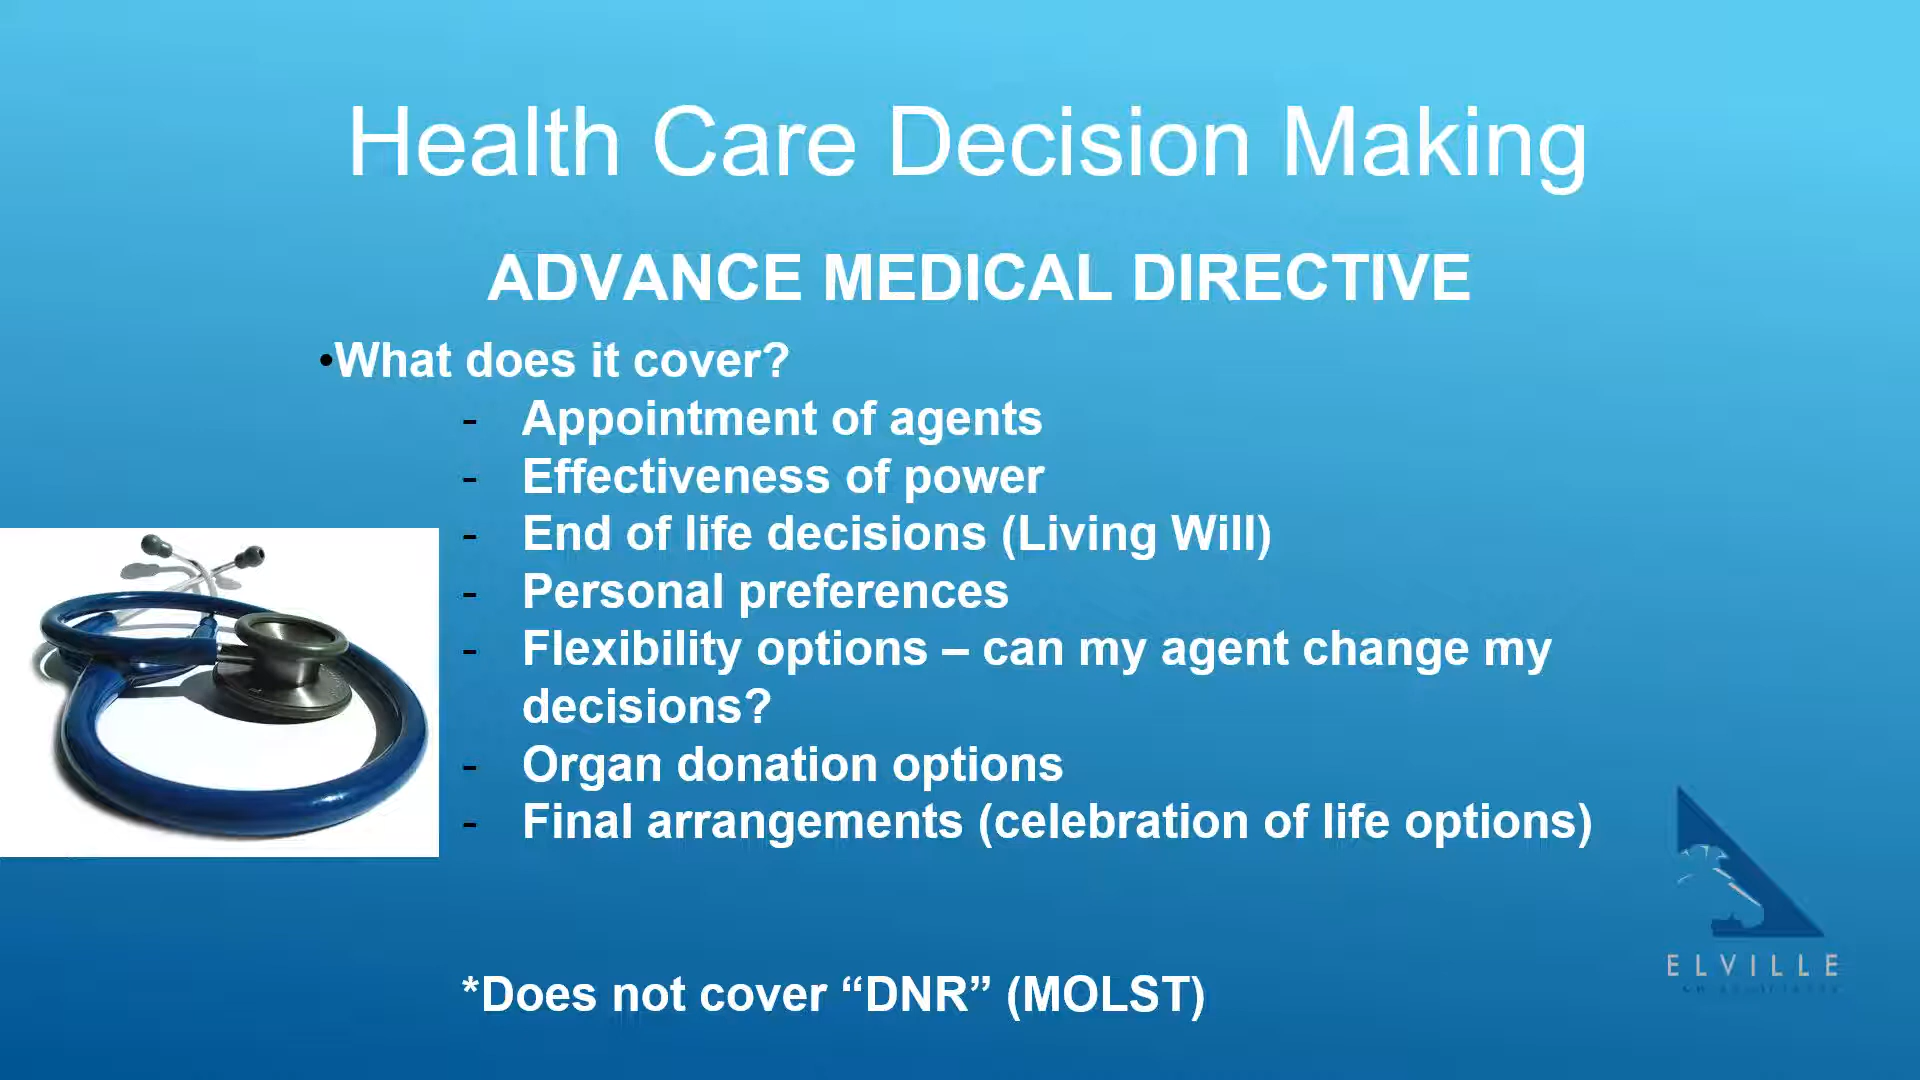 Health Care Decision Making
ADVANCE MEDICAL DIRECTIVE
•What does it cover?
- Appointment of agents
- Effectiveness of power
- End of life decisions (Living Will)
- Personal preferences
- Flexibility options – can my agent change my
decisions?
- Organ donation options
- Final arrangements (celebration of life options)
*Does not cover “DNR” (MOLST)
ELVILLE